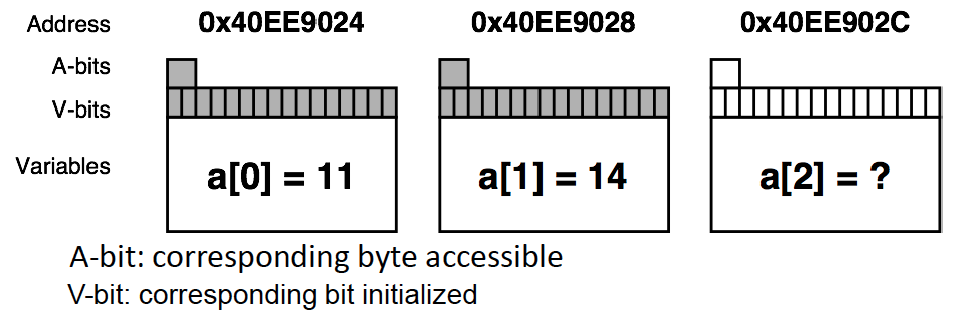 Address 0x40EE9024 0x40EE9028 0x40EE902C
A-bits
V-bits
Variables a[0] = 11 a[1] = 14 a[2] = ?
A-bit: corresponding byte accessible
V-bit: corresponding bit initialized